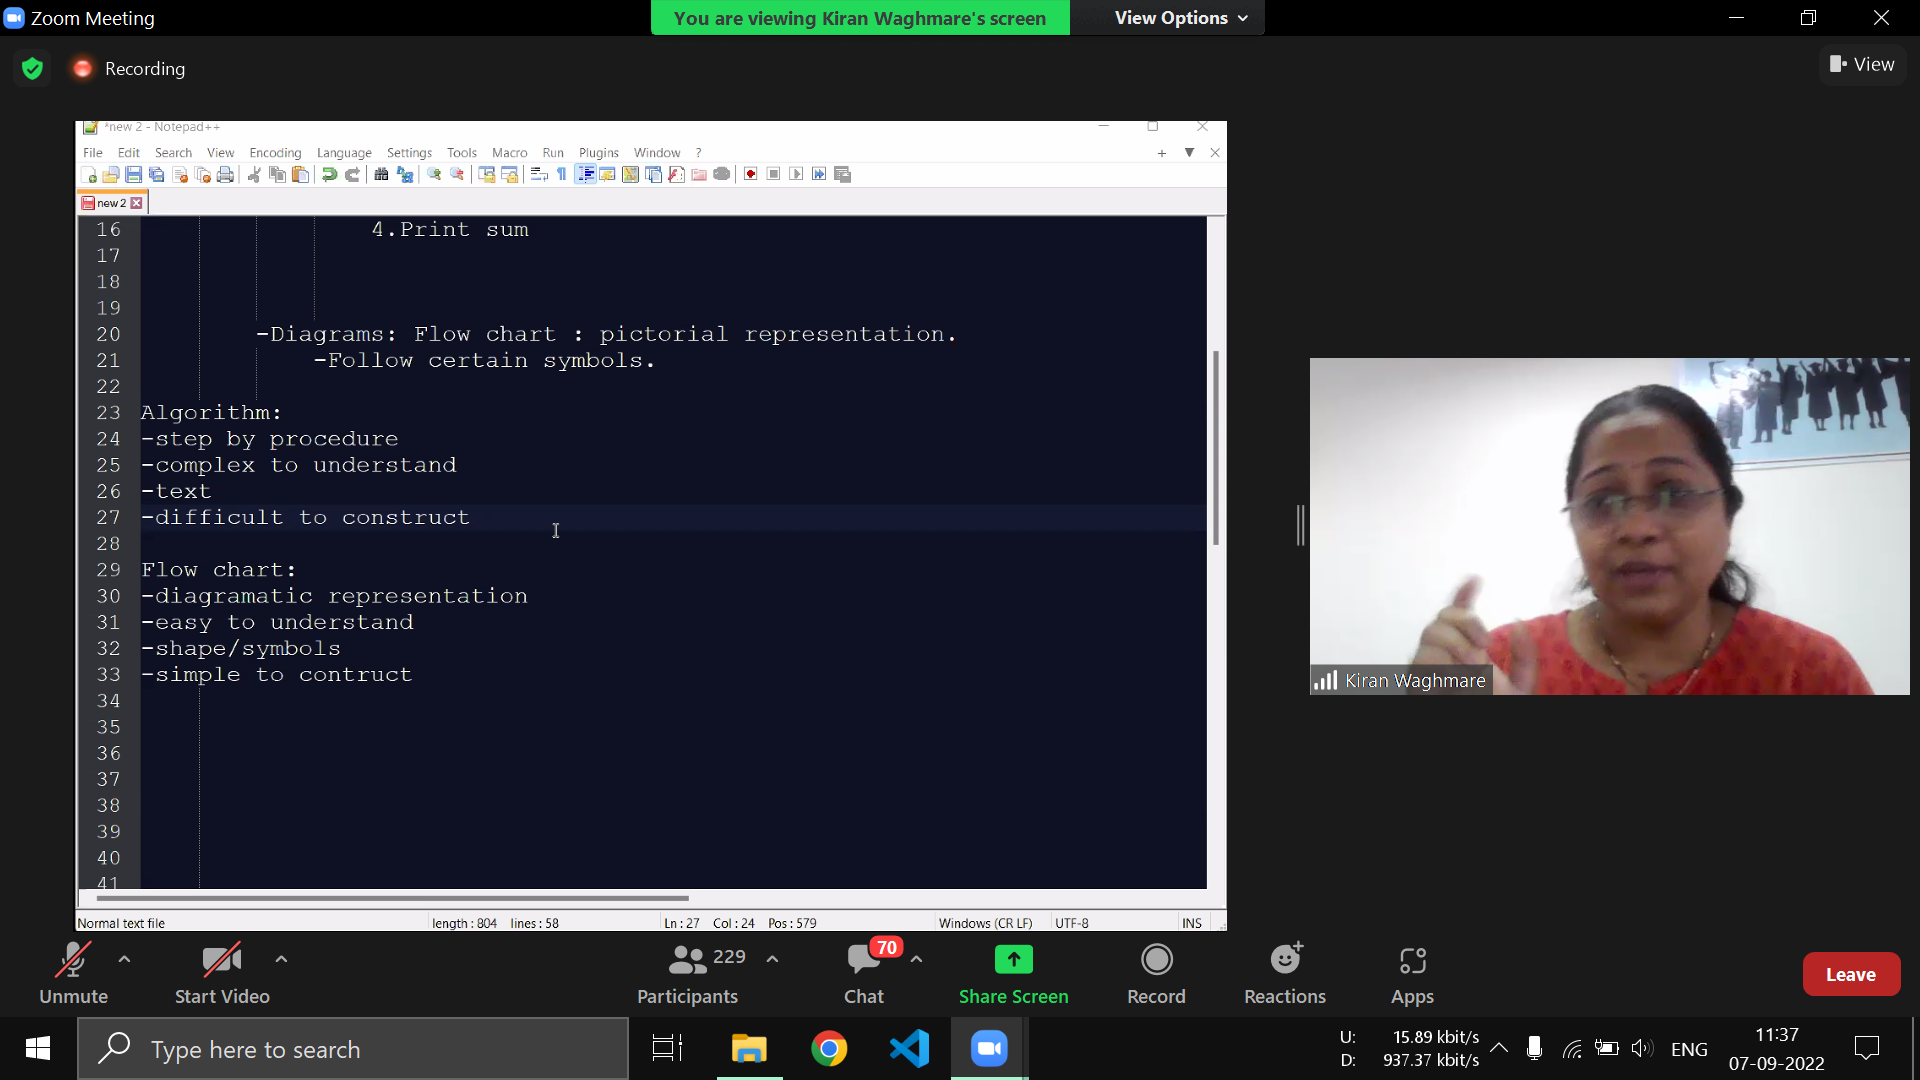 Zoom Meeting
You are viewing Kiran Waghmare's screen
View Options
Recording
View
*new 2 - Notepad++
File Edit Search View Encoding Language Settings Tools Macro Run Plugins Window ?
new 2
16 4.Print sum
17
18
19
20 -Diagrams: Flow chart : pictorial representation.
21 -Follow certain symbols.
22
23 Algorithm:
24 -step by procedure
25 -complex to understand
26 -text
27 -difficult to construct
28
29 Flow chart:
30 -diagramatic representation
31 -easy to understand
32 -shape/symbols
33 -simple to contruct
34
35
36
37
38
39
40
41
Kiran Waghmare
Normal text file length : 804 lines : 58 Ln : 27 Col : 24 Pos : 579 Windows (CR LF) UTF-8 INS
229 70
Unmute Start Video Participants Chat Share Screen Record Reactions Apps Leave
Type here to search
U: 15.89 kbit/s
D: 937.37 kbit/s
ENG
11:37
07-09-2022